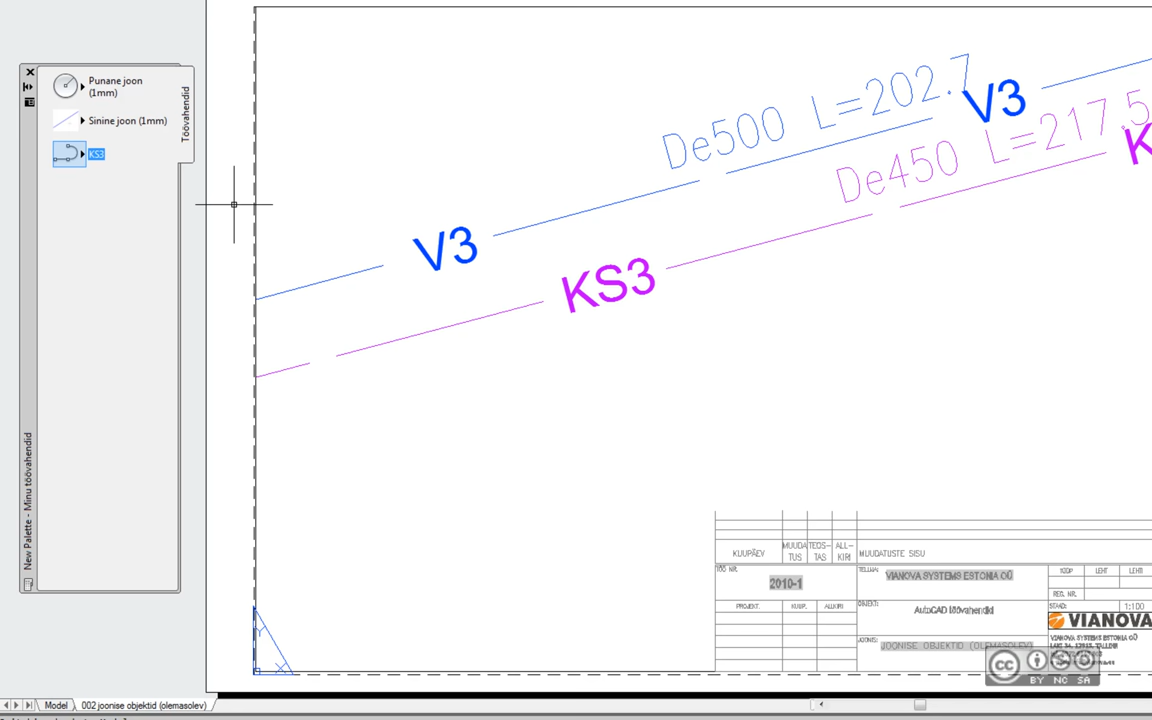 Punane joon
(1mm)
Sinine joon (1mm)
KS3
Töövahendid
New Palette - Minu töövahendid
De500 L=202.7
V3
De450 L=217.5
V3
KS3
KUUPÄEV
MUUDA
TUS
TEOS-
TAS
ALL-
KIRI
MUUDATUSTE SISU
TÖÖ NR.
2010-1
TELLIJA:
VIANOVA SYSTEMS ESTONIA OÜ
LEHT
LEHTI
REG. NR.
PROJEKT.
KUUP.
ALLKIRI
OBJEKT:
AutoCAD töövahendid
STAAD.
1:100
VIANOVA
VIANOVA SYSTEMS ESTONIA OÜ
JOONIS:
JOONISE OBJEKTID (OLEMASOLEV)
cc
BY NC SA
Model
002 joonise objektid (olemasolev)